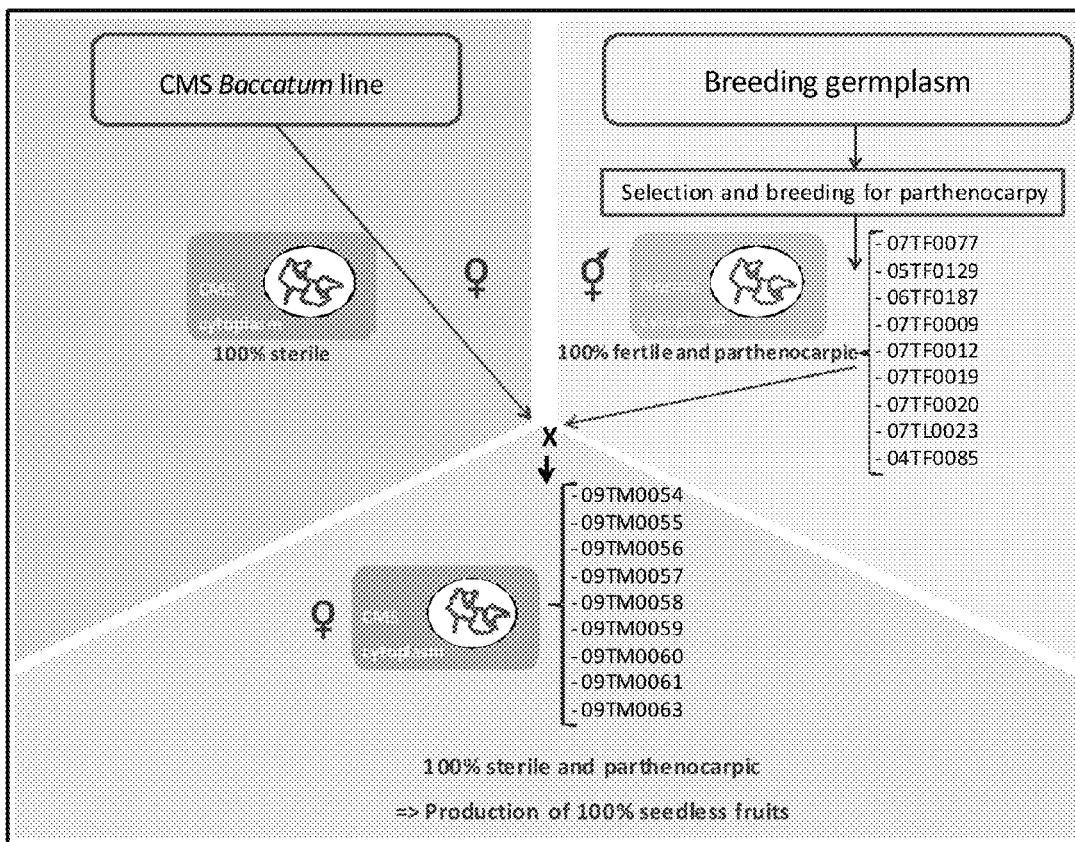 CMS Baccatum line
Breeding germplasm
Selection and breeding for parthenocarpy
- 07TF0077
- 05TF0129
- 06TF0187
- 07TF0009
- 07TF0012
- 07TF0019
- 07TF0020
- 07TL0023
- 04TF0085
♀
100% sterile
⚥
100% fertile and parthenocarpic
X
- 09TM0054
- 09TM0055
- 09TM0056
- 09TM0057
- 09TM0058
- 09TM0059
- 09TM0060
- 09TM0061
- 09TM0063
♀
100% sterile and parthenocarpic
=> Production of 100% seedless fruits